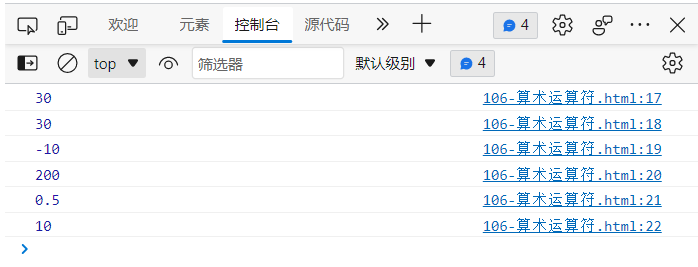 欢迎 元素 控制台 源代码 4
top 筛选器 默认级别 4
30 106-算术运算符.html:17
30 106-算术运算符.html:18
-10 106-算术运算符.html:19
200 106-算术运算符.html:20
0.5 106-算术运算符.html:21
10 106-算术运算符.html:22